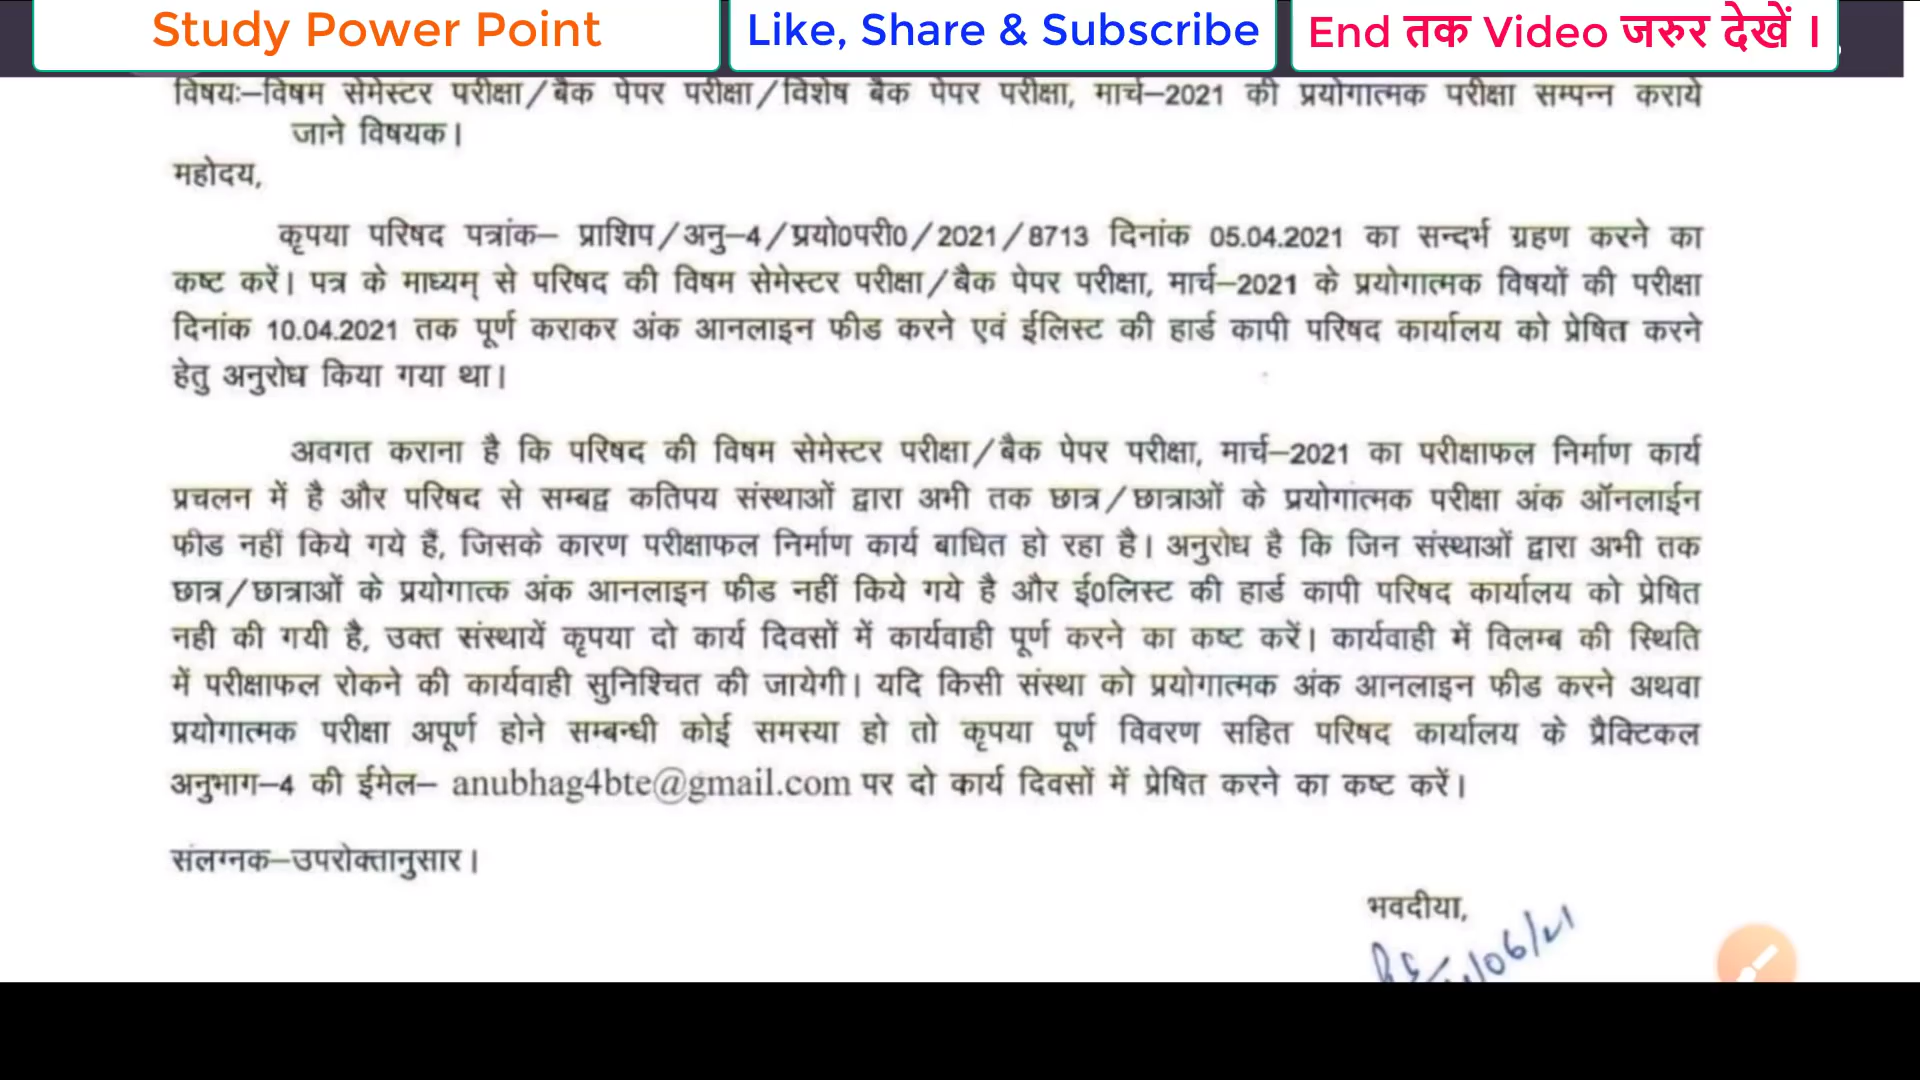 Study Power Point
Like, Share & Subscribe
End तक Video जरुर देखें ।
विषयः–विषम सेमेस्टर परीक्षा/बैक पेपर परीक्षा/विशेष बैक पेपर परीक्षा, मार्च–2021 की प्रयोगात्मक परीक्षा सम्पन्न कराये
जाने विषयक।
महोदय,
कृपया परिषद पत्रांक– प्राशिप/अनु–4/प्रयो0परी0/2021/8713 दिनांक 05.04.2021 का सन्दर्भ ग्रहण करने का
कष्ट करें। पत्र के माध्यम् से परिषद की विषम सेमेस्टर परीक्षा/बैक पेपर परीक्षा, मार्च–2021 के प्रयोगात्मक विषयों की परीक्षा
दिनांक 10.04.2021 तक पूर्ण कराकर अंक आनलाइन फीड करने एवं ईलिस्ट की हार्ड कापी परिषद कार्यालय को प्रेषित करने
हेतु अनुरोध किया गया था।
अवगत कराना है कि परिषद की विषम सेमेस्टर परीक्षा/बैक पेपर परीक्षा, मार्च–2021 का परीक्षाफल निर्माण कार्य
प्रचलन में है और परिषद से सम्बद्व कतिपय संस्थाओं द्वारा अभी तक छात्र/छात्राओं के प्रयोगात्मक परीक्षा अंक ऑनलाईन
फीड नहीं किये गये हैं, जिसके कारण परीक्षाफल निर्माण कार्य बाधित हो रहा है। अनुरोध है कि जिन संस्थाओं द्वारा अभी तक
छात्र/छात्राओं के प्रयोगात्क अंक आनलाइन फीड नहीं किये गये है और ई0लिस्ट की हार्ड कापी परिषद कार्यालय को प्रेषित
नही की गयी है, उक्त संस्थायें कृपया दो कार्य दिवसों में कार्यवाही पूर्ण करने का कष्ट करें। कार्यवाही में विलम्ब की स्थिति
में परीक्षाफल रोकने की कार्यवाही सुनिश्चित की जायेगी। यदि किसी संस्था को प्रयोगात्मक अंक आनलाइन फीड करने अथवा
प्रयोगात्मक परीक्षा अपूर्ण होने सम्बन्धी कोई समस्या हो तो कृपया पूर्ण विवरण सहित परिषद कार्यालय के प्रैक्टिकल
अनुभाग–4 की ईमेल– anubhag4bte@gmail.com पर दो कार्य दिवसों में प्रेषित करने का कष्ट करें।
संलग्नक–उपरोक्तानुसार।
भवदीया,